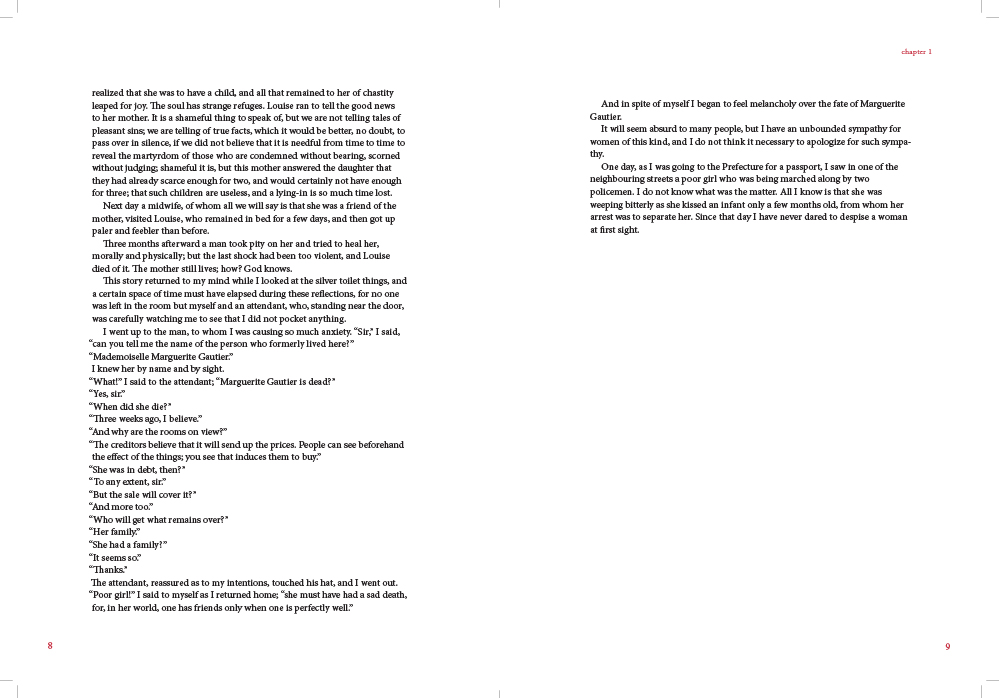 realized that she was to have a child, and all that remained to her of chastity
leaped for joy. The soul has strange refuges. Louise ran to tell the good news
to her mother. It is a shameful thing to speak of, but we are not telling tales of
pleasant sins; we are telling of true facts, which it would be better, no doubt, to
pass over in silence, if we did not believe that it is needful from time to time to
reveal the martyrdom of those who are condemned without bearing, scorned
without judging; shameful it is, but this mother answered the daughter that
they had already scarce enough for two, and would certainly not have enough
for three; that such children are useless, and a lying-in is so much time lost.
Next day a midwife, of whom all we will say is that she was a friend of the
mother, visited Louise, who remained in bed for a few days, and then got up
paler and feebler than before.
Three months afterward a man took pity on her and tried to heal her,
morally and physically; but the last shock had been too violent, and Louise
died of it. The mother still lives; how? God knows.
This story returned to my mind while I looked at the silver toilet things, and
a certain space of time must have elapsed during these reflections, for no one
was left in the room but myself and an attendant, who, standing near the door,
was carefully watching me to see that I did not pocket anything.
I went up to the man, to whom I was causing so much anxiety. “Sir,” I said,
“can you tell me the name of the person who formerly lived here?”
“Mademoiselle Marguerite Gautier.”
I knew her by name and by sight.
“What!” I said to the attendant; “Marguerite Gautier is dead?”
“Yes, sir.”
“When did she die?”
“Three weeks ago, I believe.”
“And why are the rooms on view?”
“The creditors believe that it will send up the prices. People can see beforehand
the effect of the things; you see that induces them to buy.”
“She was in debt, then?”
“To any extent, sir.”
“But the sale will cover it?”
“And more too.”
“Who will get what remains over?”
“Her family.”
“She had a family?”
“It seems so.”
“Thanks.”
The attendant, reassured as to my intentions, touched his hat, and I went out.
“Poor girl!” I said to myself as I returned home; “she must have had a sad death,
for, in her world, one has friends only when one is perfectly well.”
8
chapter 1
And in spite of myself I began to feel melancholy over the fate of Marguerite
Gautier.
It will seem absurd to many people, but I have an unbounded sympathy for
women of this kind, and I do not think it necessary to apologize for such sympa-
thy.
One day, as I was going to the Prefecture for a passport, I saw in one of the
neighbouring streets a poor girl who was being marched along by two
policemen. I do not know what was the matter. All I know is that she was
weeping bitterly as she kissed an infant only a few months old, from whom her
arrest was to separate her. Since that day I have never dared to despise a woman
at first sight.
9